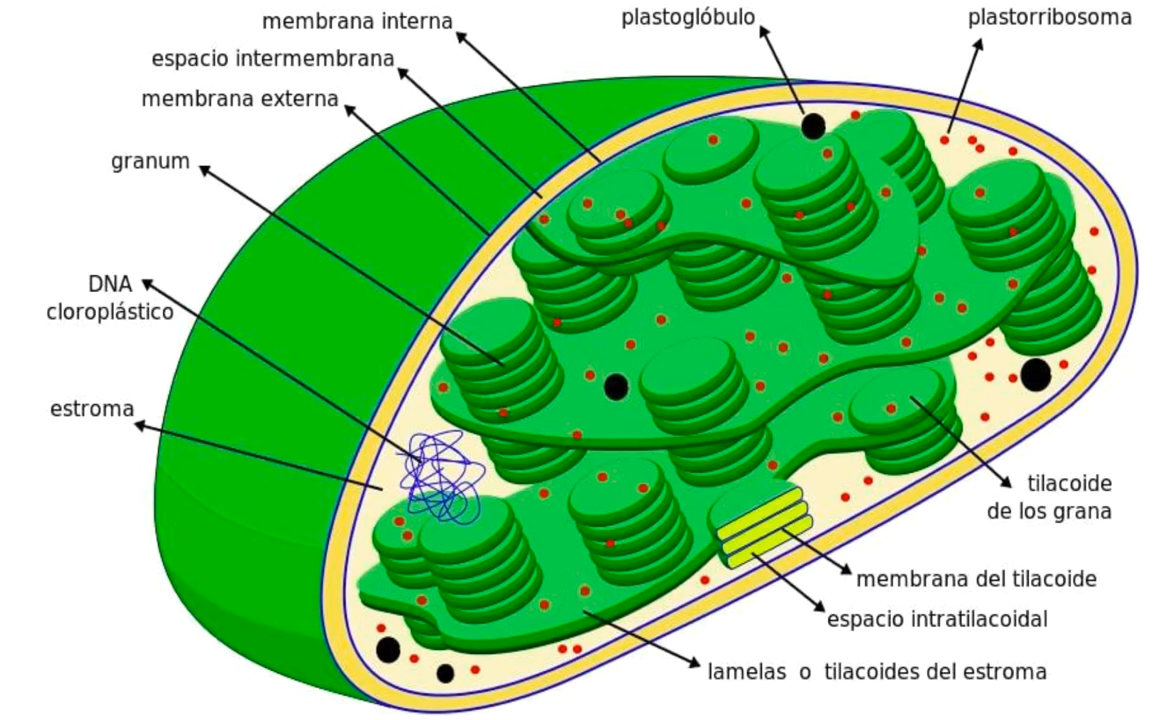 membrana interna
plastoglóbulo
plastorribosoma
espacio intermembrana
membrana externa
granum
DNA
cloroplástico
estroma
tilacoide
de los grana
membrana del tilacoide
espacio intratilacoidal
lamelas o tilacoides del estroma